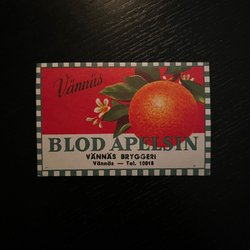 Vännäs
BLOD APELSIN
VÄNNÄS BRYGGERI
Vännäs — Tel. 10018